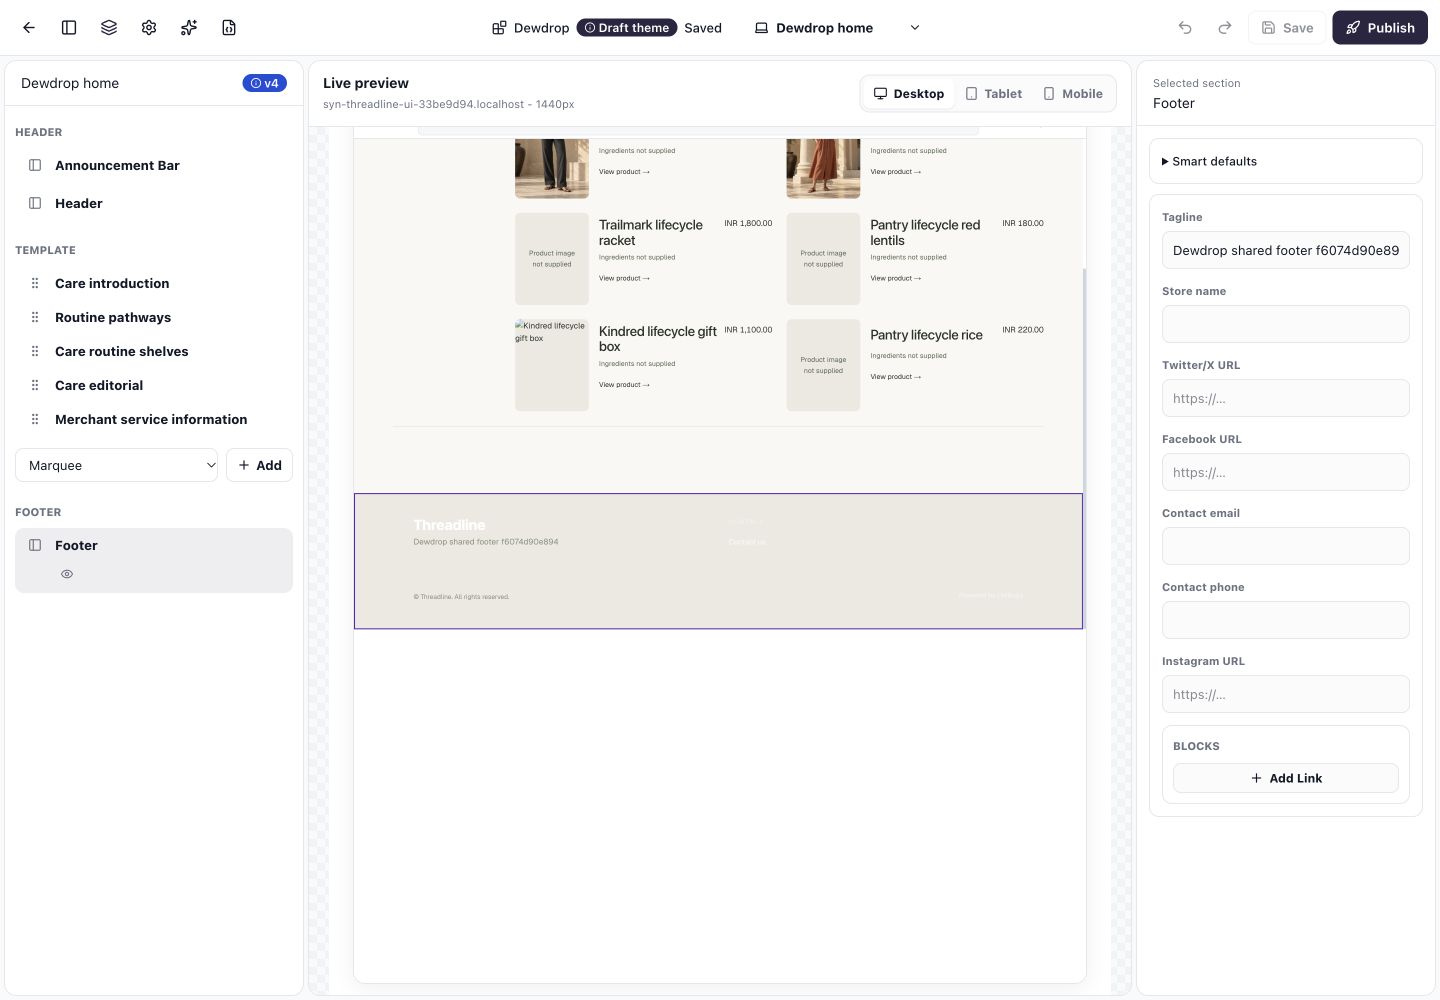 Dewdrop
Draft theme
Saved
Dewdrop home
Save
Publish
Dewdrop home
v4
HEADER
Announcement Bar
Header
TEMPLATE
Care introduction
Routine pathways
Care routine shelves
Care editorial
Merchant service information
Marquee
Add
FOOTER
Footer
Live preview
syn-threadline-ui-33be9d94.localhost - 1440px
Desktop
Tablet
Mobile
Ingredients not supplied
View product →
Ingredients not supplied
View product →
Product image
not supplied
Trailmark lifecycle
racket
INR 1,800.00
Ingredients not supplied
View product →
Product image
not supplied
Pantry lifecycle red
lentils
INR 180.00
Ingredients not supplied
View product →
Kindred lifecycle
gift box
Kindred lifecycle gift
box
INR 1,100.00
Ingredients not supplied
View product →
Product image
not supplied
Pantry lifecycle rice
INR 220.00
Ingredients not supplied
View product →
Threadline
Dewdrop shared footer f6074d90e894
Contact us
© Threadline. All rights reserved.
Selected section
Footer
Smart defaults
Tagline
Dewdrop shared footer f6074d90e89
Store name
Twitter/X URL
https://...
Facebook URL
https://...
Contact email
Contact phone
Instagram URL
https://...
BLOCKS
Add Link